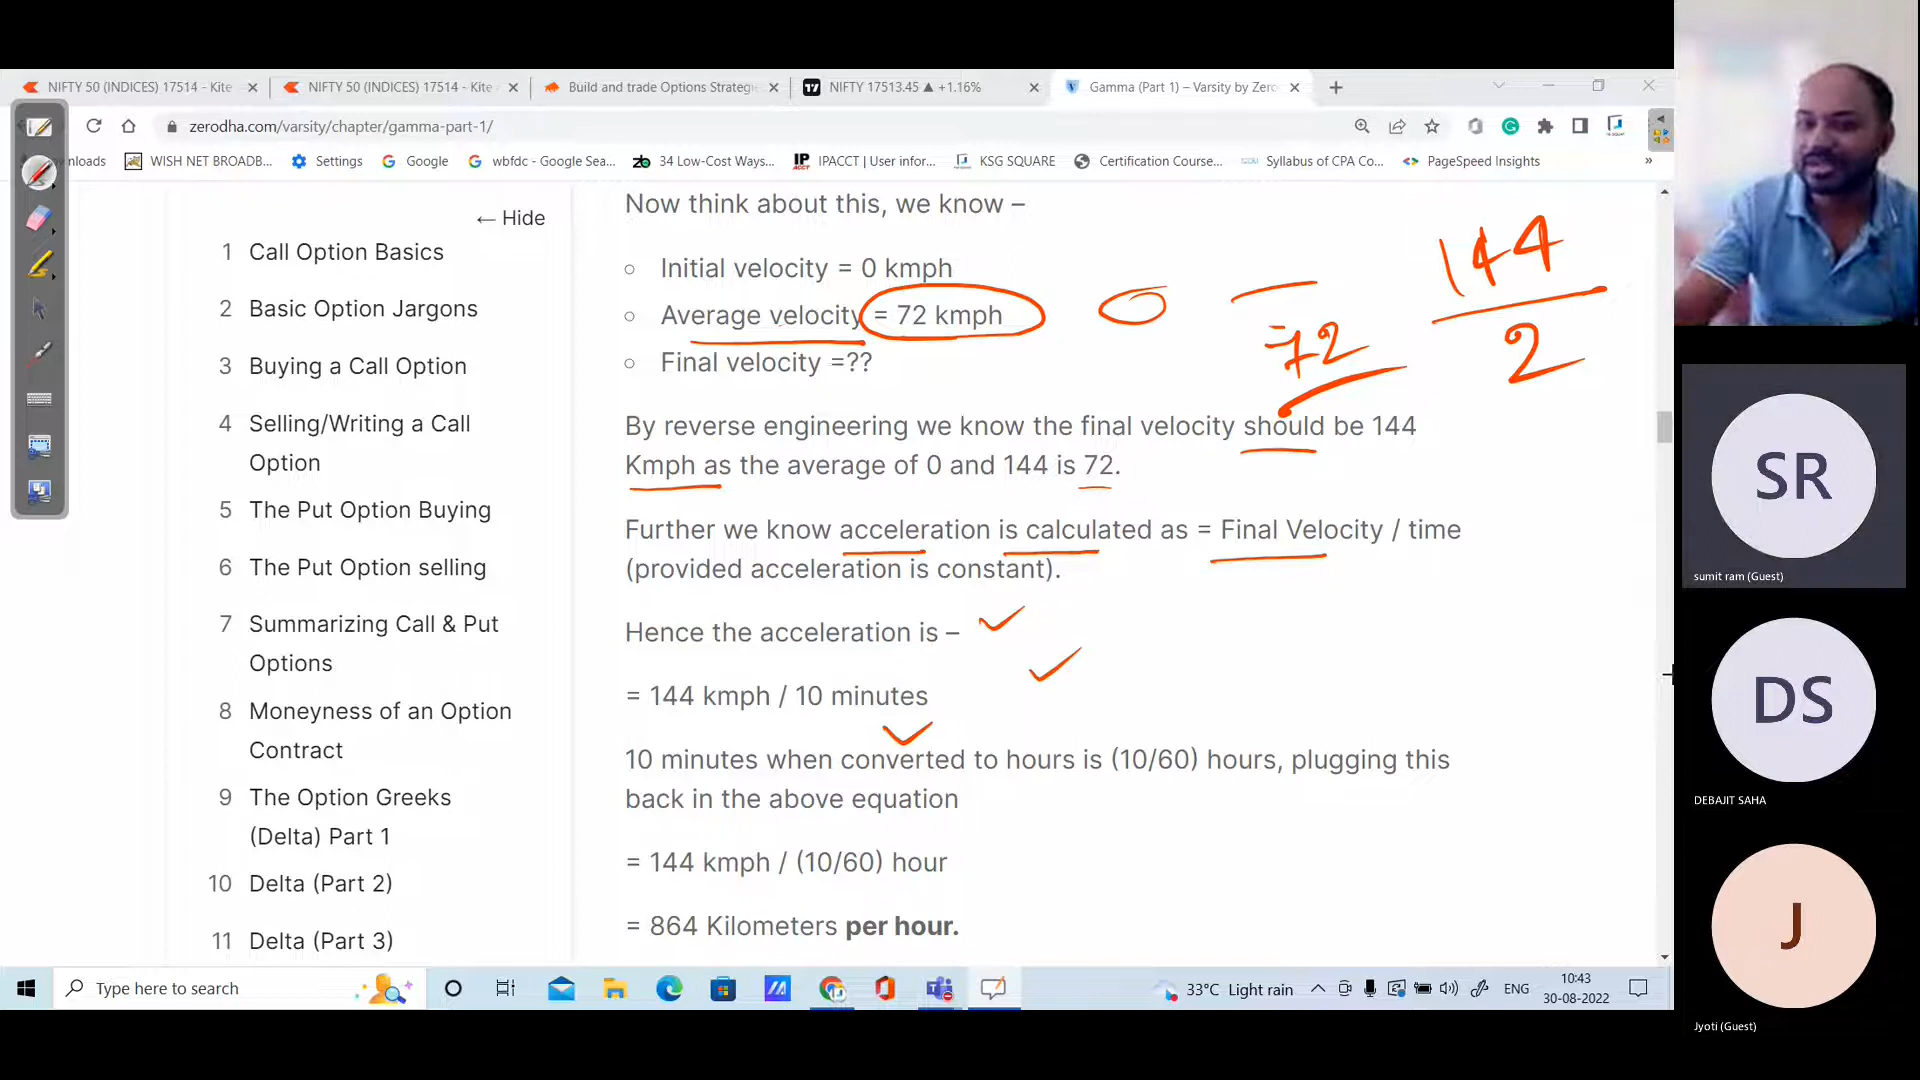 NIFTY 50 (INDICES) 17514 - Kite
NIFTY 50 (INDICES) 17514 - Kite
Build and trade Options Strategi
NIFTY 17513.45 ▲ +1.16%
Gamma (Part 1) – Varsity by Zero
zerodha.com/varsity/chapter/gamma-part-1/
WISH NET BROADB...
Settings
Google
wbfdc - Google Sea...
34 Low-Cost Ways...
IPACCT | User infor...
KSG SQUARE
Certification Course...
Syllabus of CPA Co...
PageSpeed Insights
»
← Hide
1 Call Option Basics
2 Basic Option Jargons
3 Buying a Call Option
4 Selling/Writing a Call
Option
5 The Put Option Buying
6 The Put Option selling
7 Summarizing Call & Put
Options
8 Moneyness of an Option
Contract
9 The Option Greeks
(Delta) Part 1
10 Delta (Part 2)
11 Delta (Part 3)
Now think about this, we know –
Initial velocity = 0 kmph
Average velocity = 72 kmph
Final velocity =??
0
72
144
2
By reverse engineering we know the final velocity should be 144
Kmph as the average of 0 and 144 is 72.
Further we know acceleration is calculated as = Final Velocity / time
(provided acceleration is constant).
Hence the acceleration is –
= 144 kmph / 10 minutes
10 minutes when converted to hours is (10/60) hours, plugging this
back in the above equation
= 144 kmph / (10/60) hour
= 864 Kilometers per hour.
SR
sumit ram (Guest)
DS
DEBAJIT SAHA
J
Jyoti (Guest)
Type here to search
33°C Light rain
ENG
10:43
30-08-2022